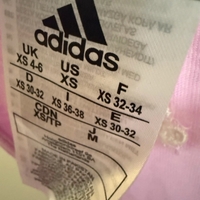 adidas
UK US F
XS 4-6 XS XS 32-34
D I E
XS 30-32 XS 36-38 XS 30-32
CDN J
XS/TP M